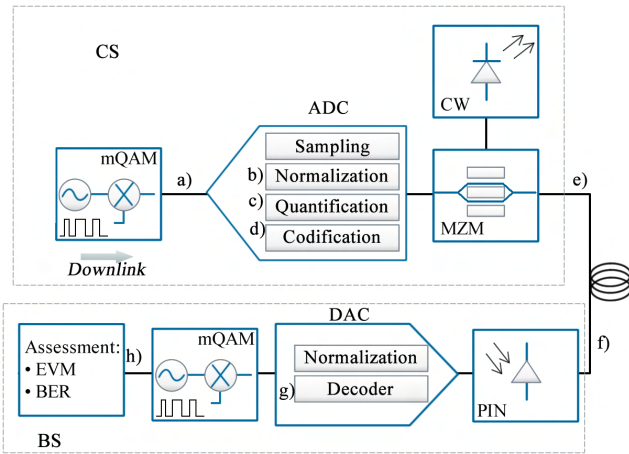 CS
CW
ADC
mQAM
a)
Sampling
b) Normalization
c) Quantification
d) Codification
MZM
e)
Downlink
DAC
mQAM
f)
Assessment:
• EVM
• BER
h)
Normalization
g) Decoder
PIN
BS